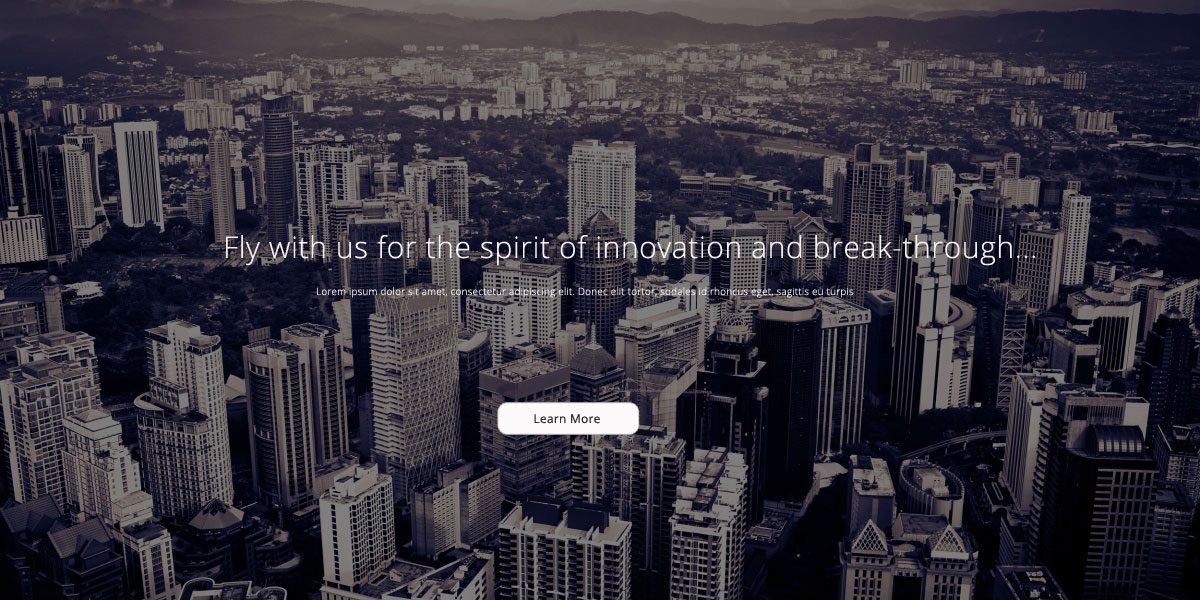 Fly with us for the spirit of innovation and break-through...
Lorem ipsum dolor sit amet, consectetur adipiscing elit. Donec elit tortor, sodales id rhoncus eget, sagittis eu turpis
Learn More